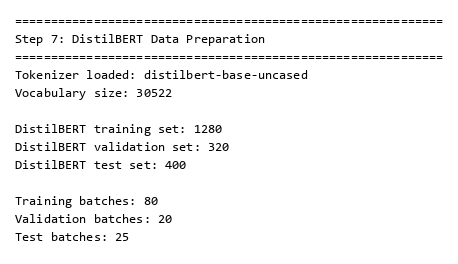 =========================================================
Step 7: DistilBERT Data Preparation
=========================================================
Tokenizer loaded: distilbert-base-uncased
Vocabulary size: 30522
DistilBERT training set: 1280
DistilBERT validation set: 320
DistilBERT test set: 400
Training batches: 80
Validation batches: 20
Test batches: 25